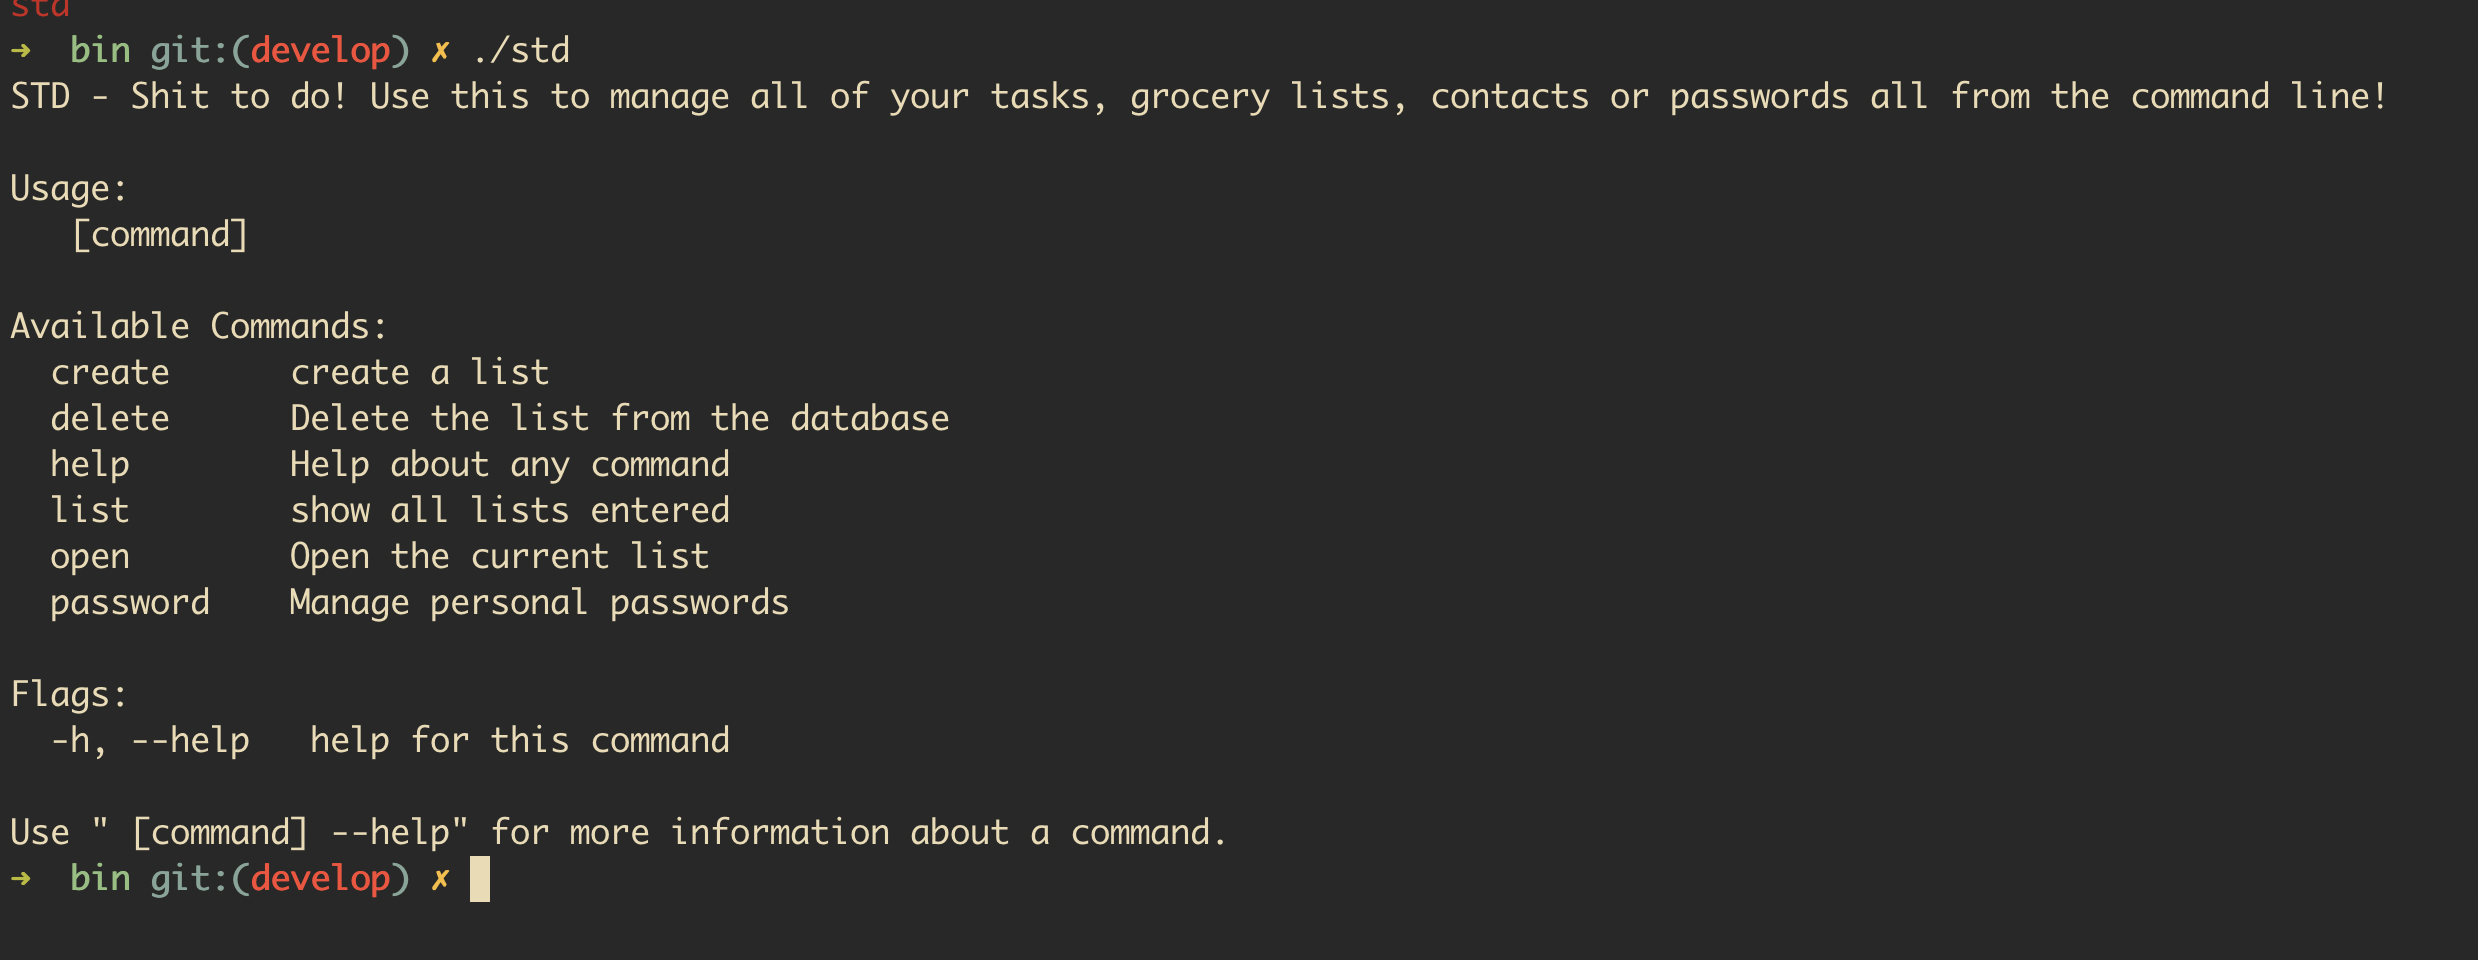 std
➜  bin git:(develop) ✗ ./std
STD - Shit to do! Use this to manage all of your tasks, grocery lists, contacts or passwords all from the command line!

Usage:
   [command]

Available Commands:
  create      create a list
  delete      Delete the list from the database
  help        Help about any command
  list        show all lists entered
  open        Open the current list
  password    Manage personal passwords

Flags:
  -h, --help   help for this command

Use " [command] --help" for more information about a command.
➜  bin git:(develop) ✗